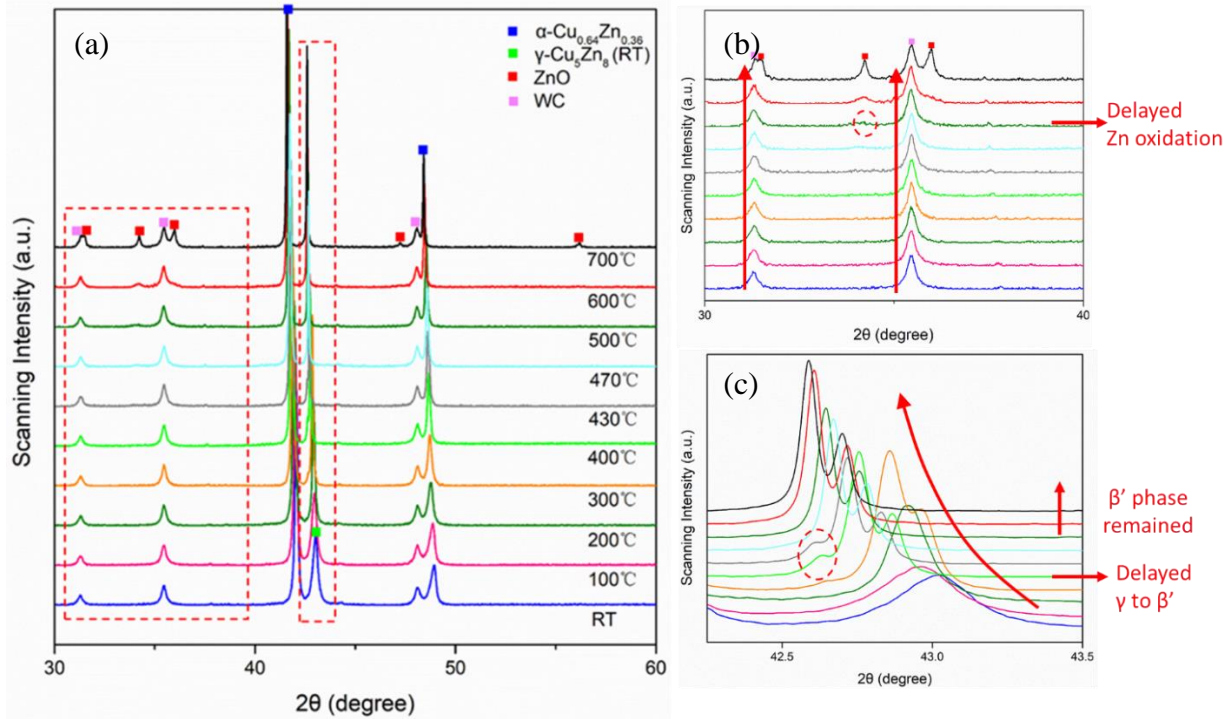 (a)
α-Cu0.64Zn0.36
γ-Cu5Zn8 (RT)
ZnO
WC
700℃
600℃
500℃
470℃
430℃
400℃
300℃
200℃
100℃
RT
Scanning Intensity (a.u.)
30 40 50 60
2θ (degree)
(b)
Scanning Intensity (a.u.)
30 40
2θ (degree)
Delayed
Zn oxidation
(c)
Scanning Intensity (a.u.)
42.5 43.0 43.5
2θ (degree)
β’ phase
remained
Delayed
γ to β’